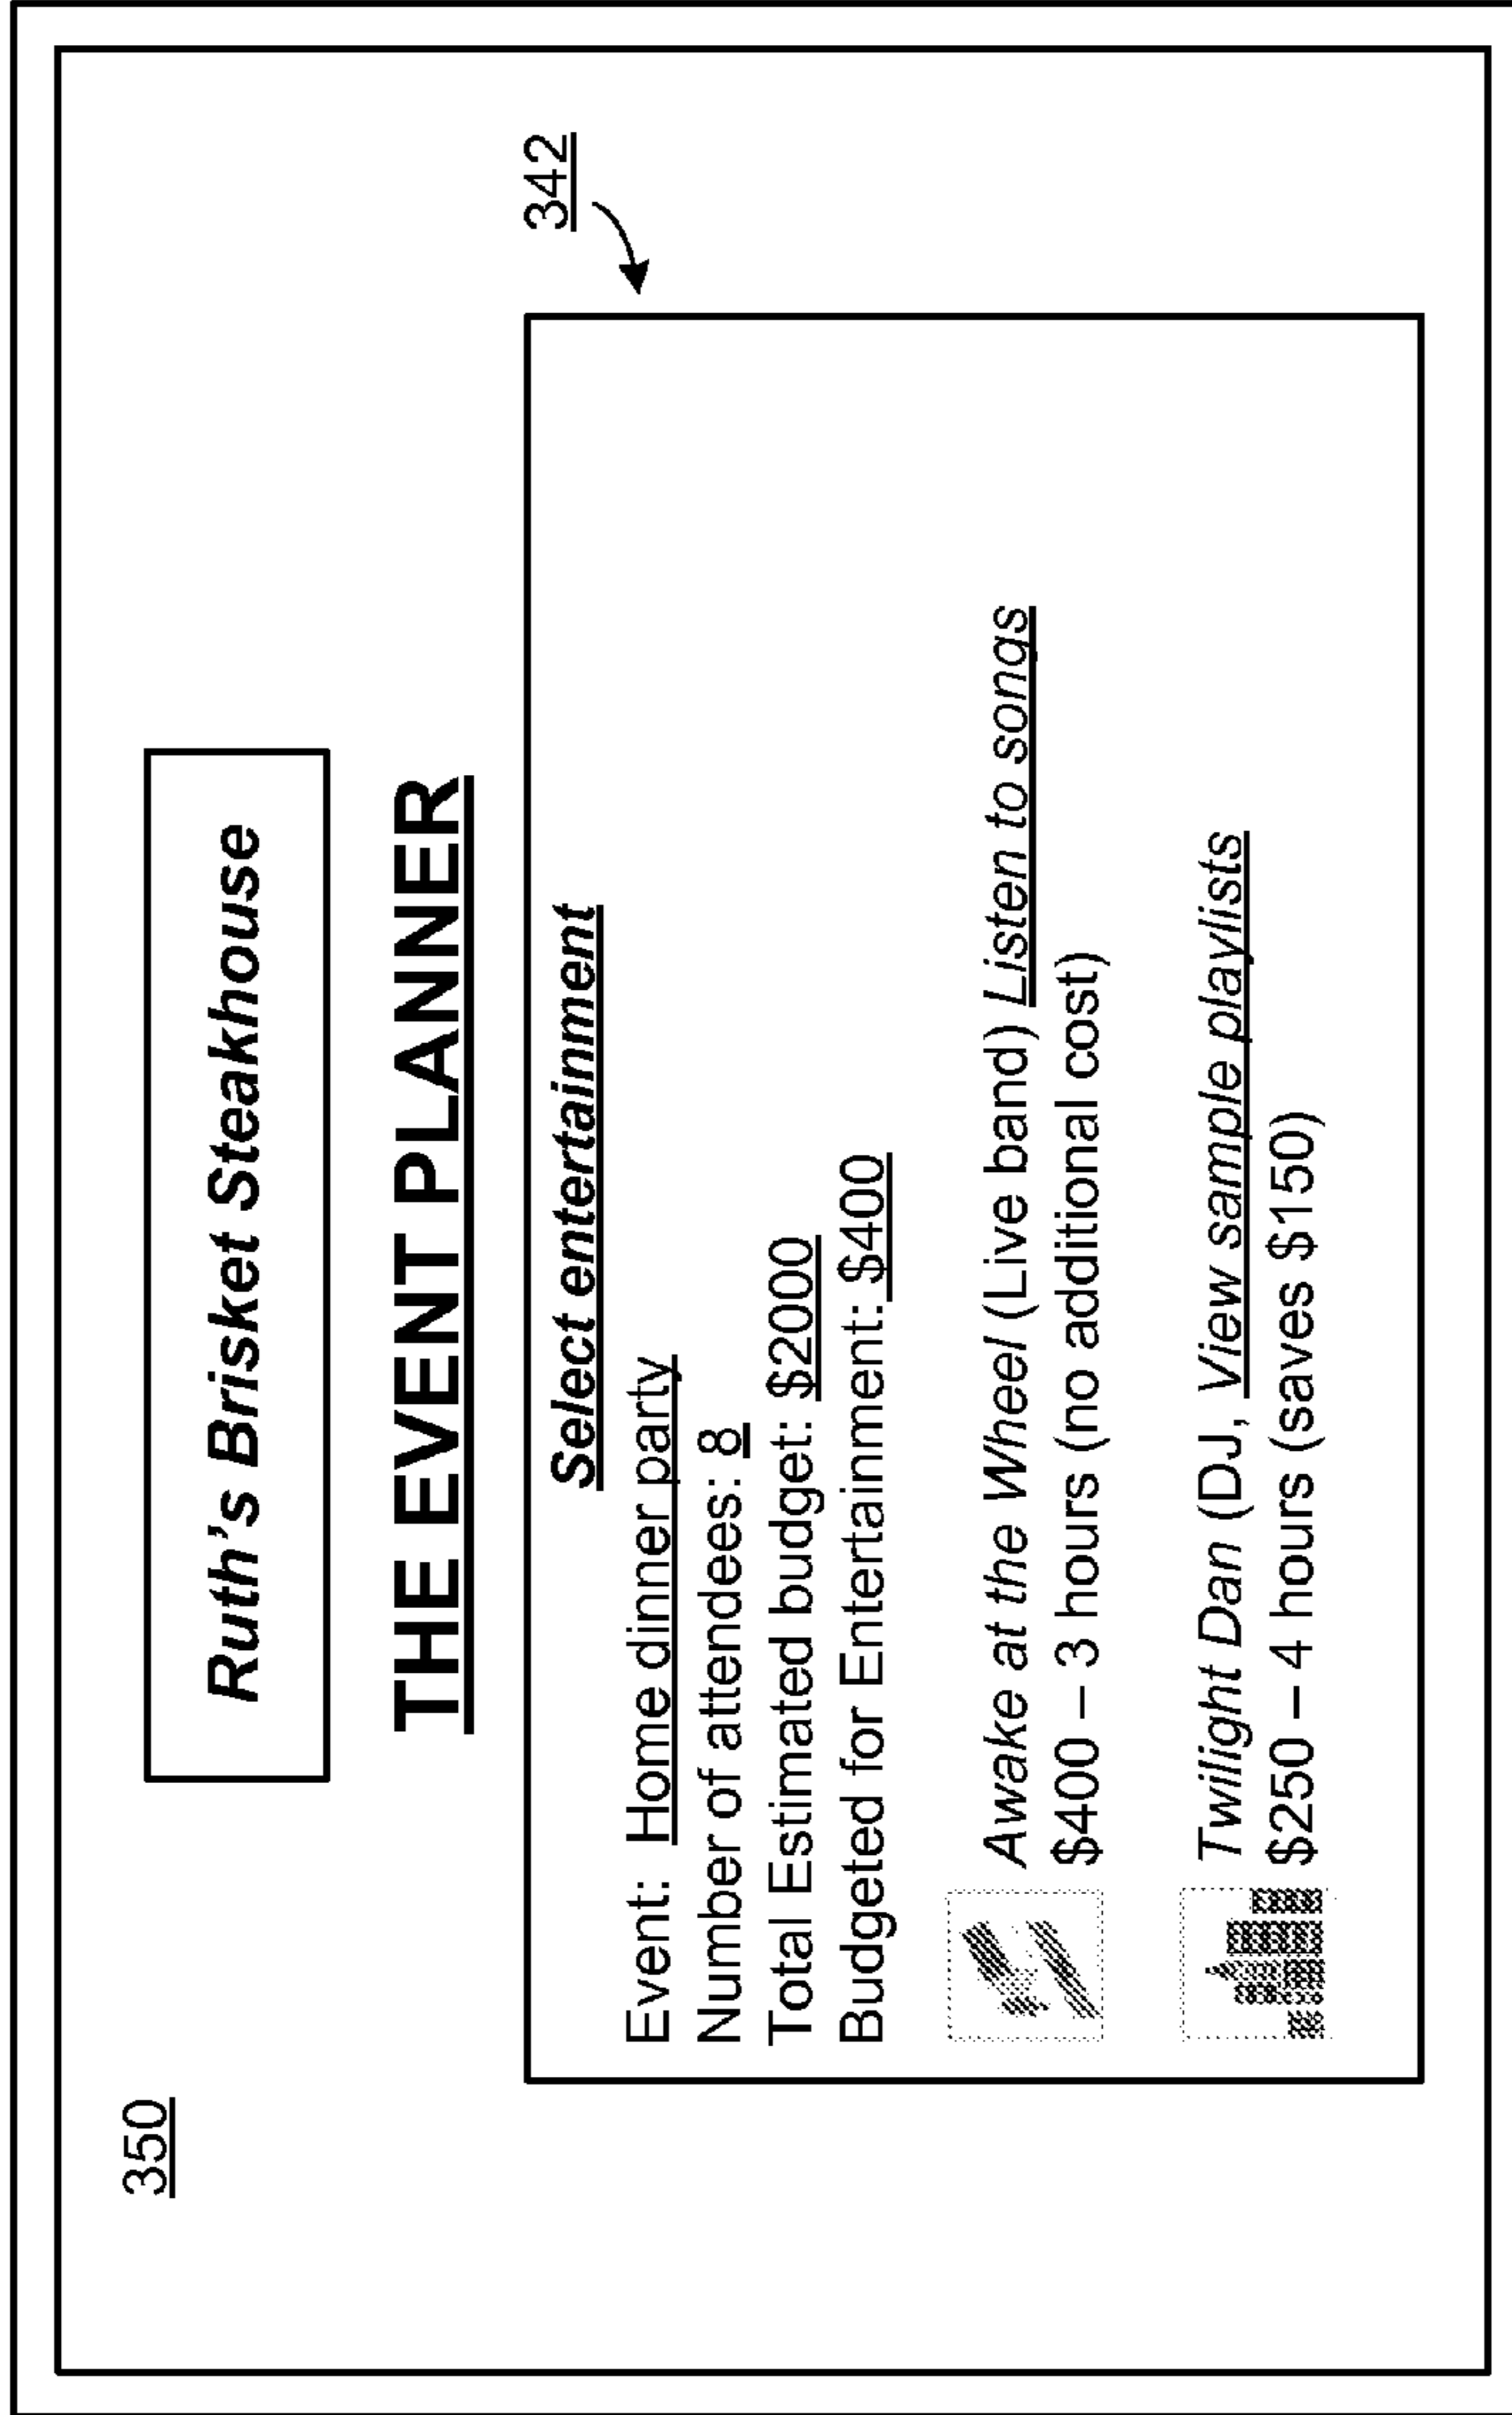 350
Ruth's Brisket Steakhouse
THE EVENT PLANNER
342
Select entertainment
Event: Home dinner party
Number of attendees: 8
Total Estimated budget: $2000
Budgeted for Entertainment: $400
Awake at the Wheel (Live band) Listen to songs
$400 – 3 hours (no additional cost)
Twilight Dan (DJ, View sample playlists
$250 – 4 hours (saves $150)